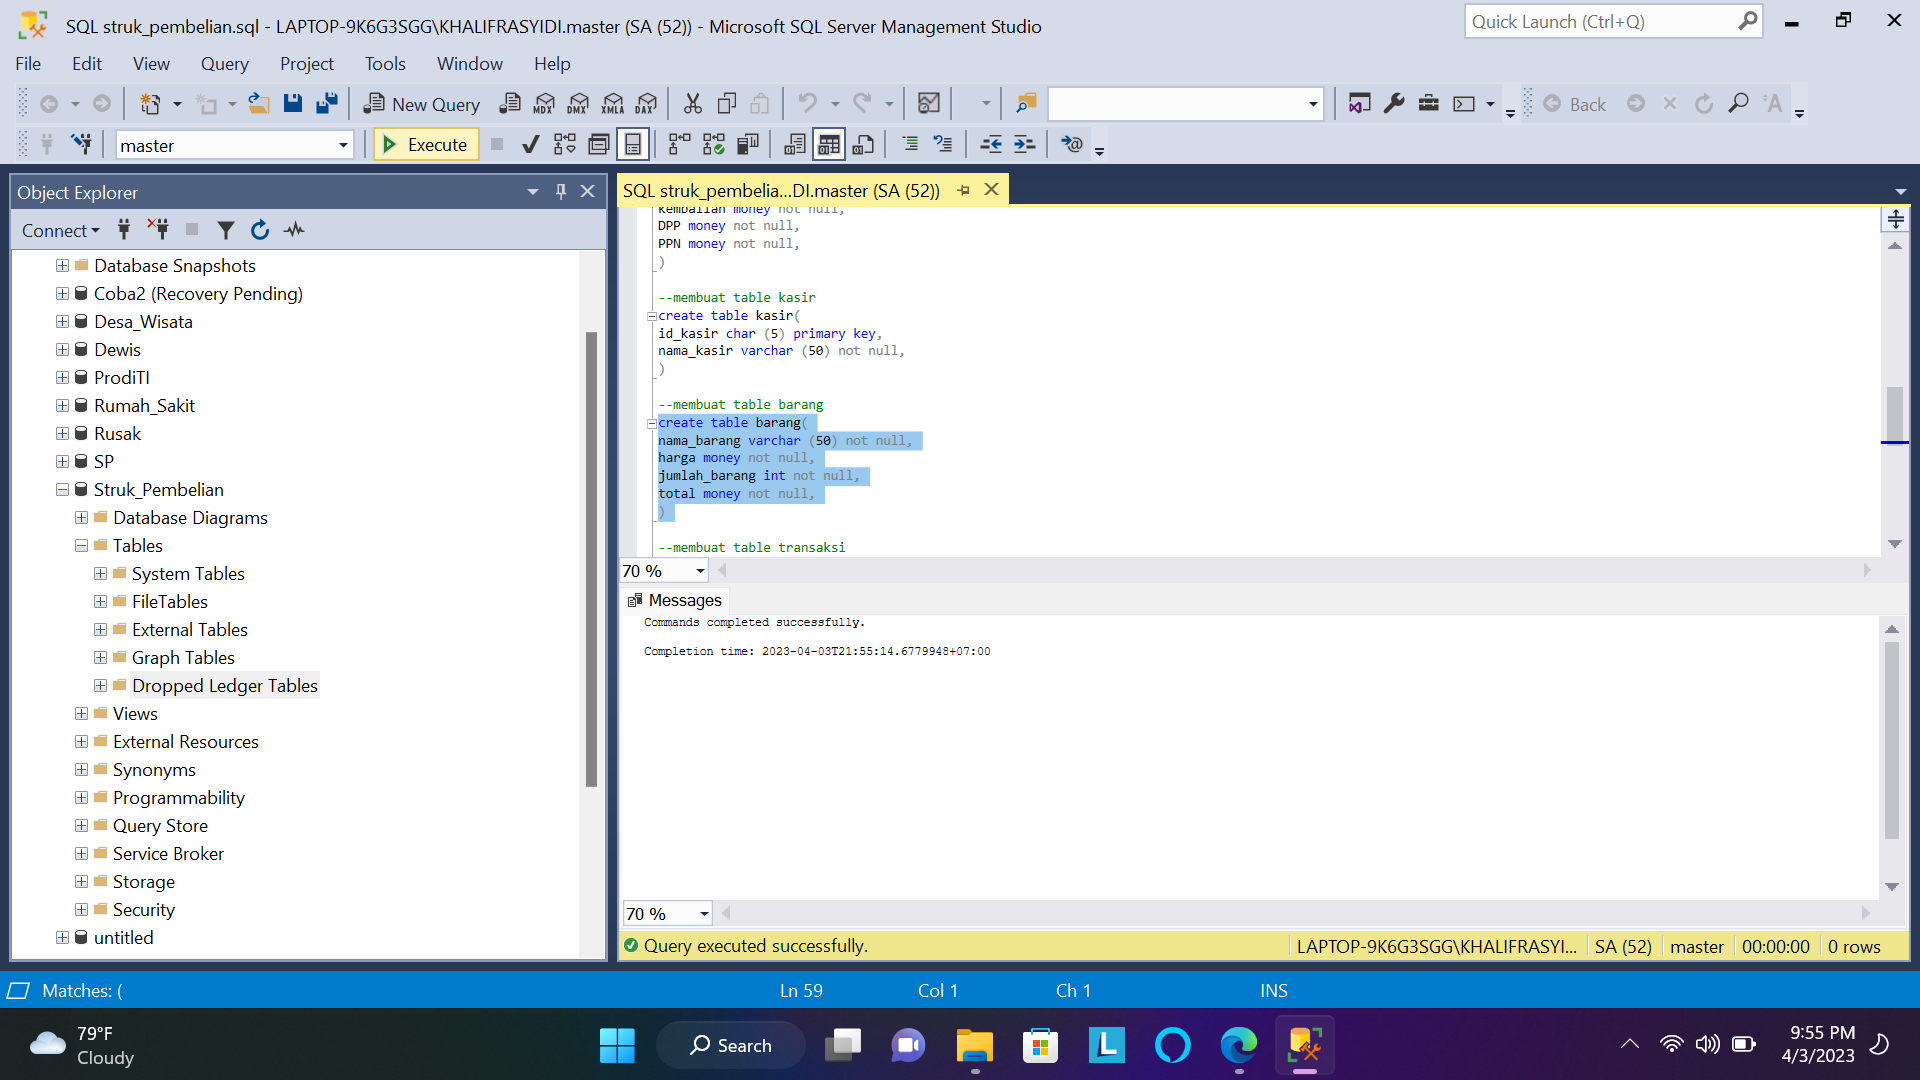 SQL struk_pembelian.sql - LAPTOP-9K6G3SGG\KHALIFRASYIDI.master (SA (52)) - Microsoft SQL Server Management Studio
Quick Launch (Ctrl+Q)
File Edit View Query Project Tools Window Help
New Query MDX DMX XMLA DAX Back
master Execute
Object Explorer
Connect
Database Snapshots
Coba2 (Recovery Pending)
Desa_Wisata
Dewis
ProdiTI
Rumah_Sakit
Rusak
SP
Struk_Pembelian
Database Diagrams
Tables
System Tables
FileTables
External Tables
Graph Tables
Dropped Ledger Tables
Views
External Resources
Synonyms
Programmability
Query Store
Service Broker
Storage
Security
untitled
SQL struk_pembelia...DI.master (SA (52))
kembalian money not null,
DPP money not null,
PPN money not null,
)
--membuat table kasir
create table kasir(
id_kasir char (5) primary key,
nama_kasir varchar (50) not null,
)
--membuat table barang
create table barang(
nama_barang varchar (50) not null,
harga money not null,
jumlah_barang int not null,
total money not null,
)
--membuat table transaksi
70 %
Messages
Commands completed successfully.
Completion time: 2023-04-03T21:55:14.6779948+07:00
70 %
Query executed successfully. LAPTOP-9K6G3SGG\KHALIFRASYI... SA (52) master 00:00:00 0 rows
Matches: ( Ln 59 Col 1 Ch 1 INS
79°F
Cloudy
Search
L
9:55 PM
4/3/2023